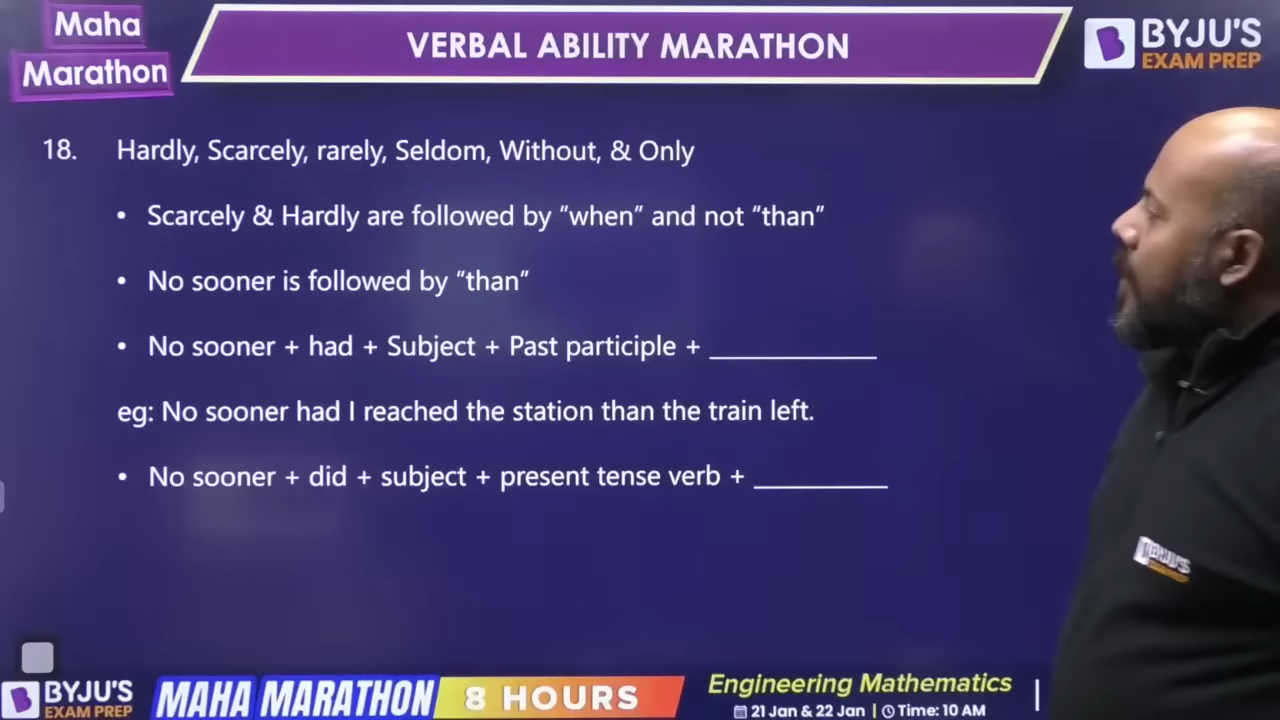 Maha
Marathon
VERBAL ABILITY MARATHON
BYJU'S
EXAM PREP
18. Hardly, Scarcely, rarely, Seldom, Without, & Only
• Scarcely & Hardly are followed by “when” and not “than”
• No sooner is followed by “than”
• No sooner + had + Subject + Past participle + ____________
eg: No sooner had I reached the station than the train left.
• No sooner + did + subject + present tense verb + __________
BYJU'S
EXAM PREP
BYJU'S
EXAM PREP
MAHA MARATHON
8 HOURS
Engineering Mathematics
21 Jan & 22 Jan | Time: 10 AM